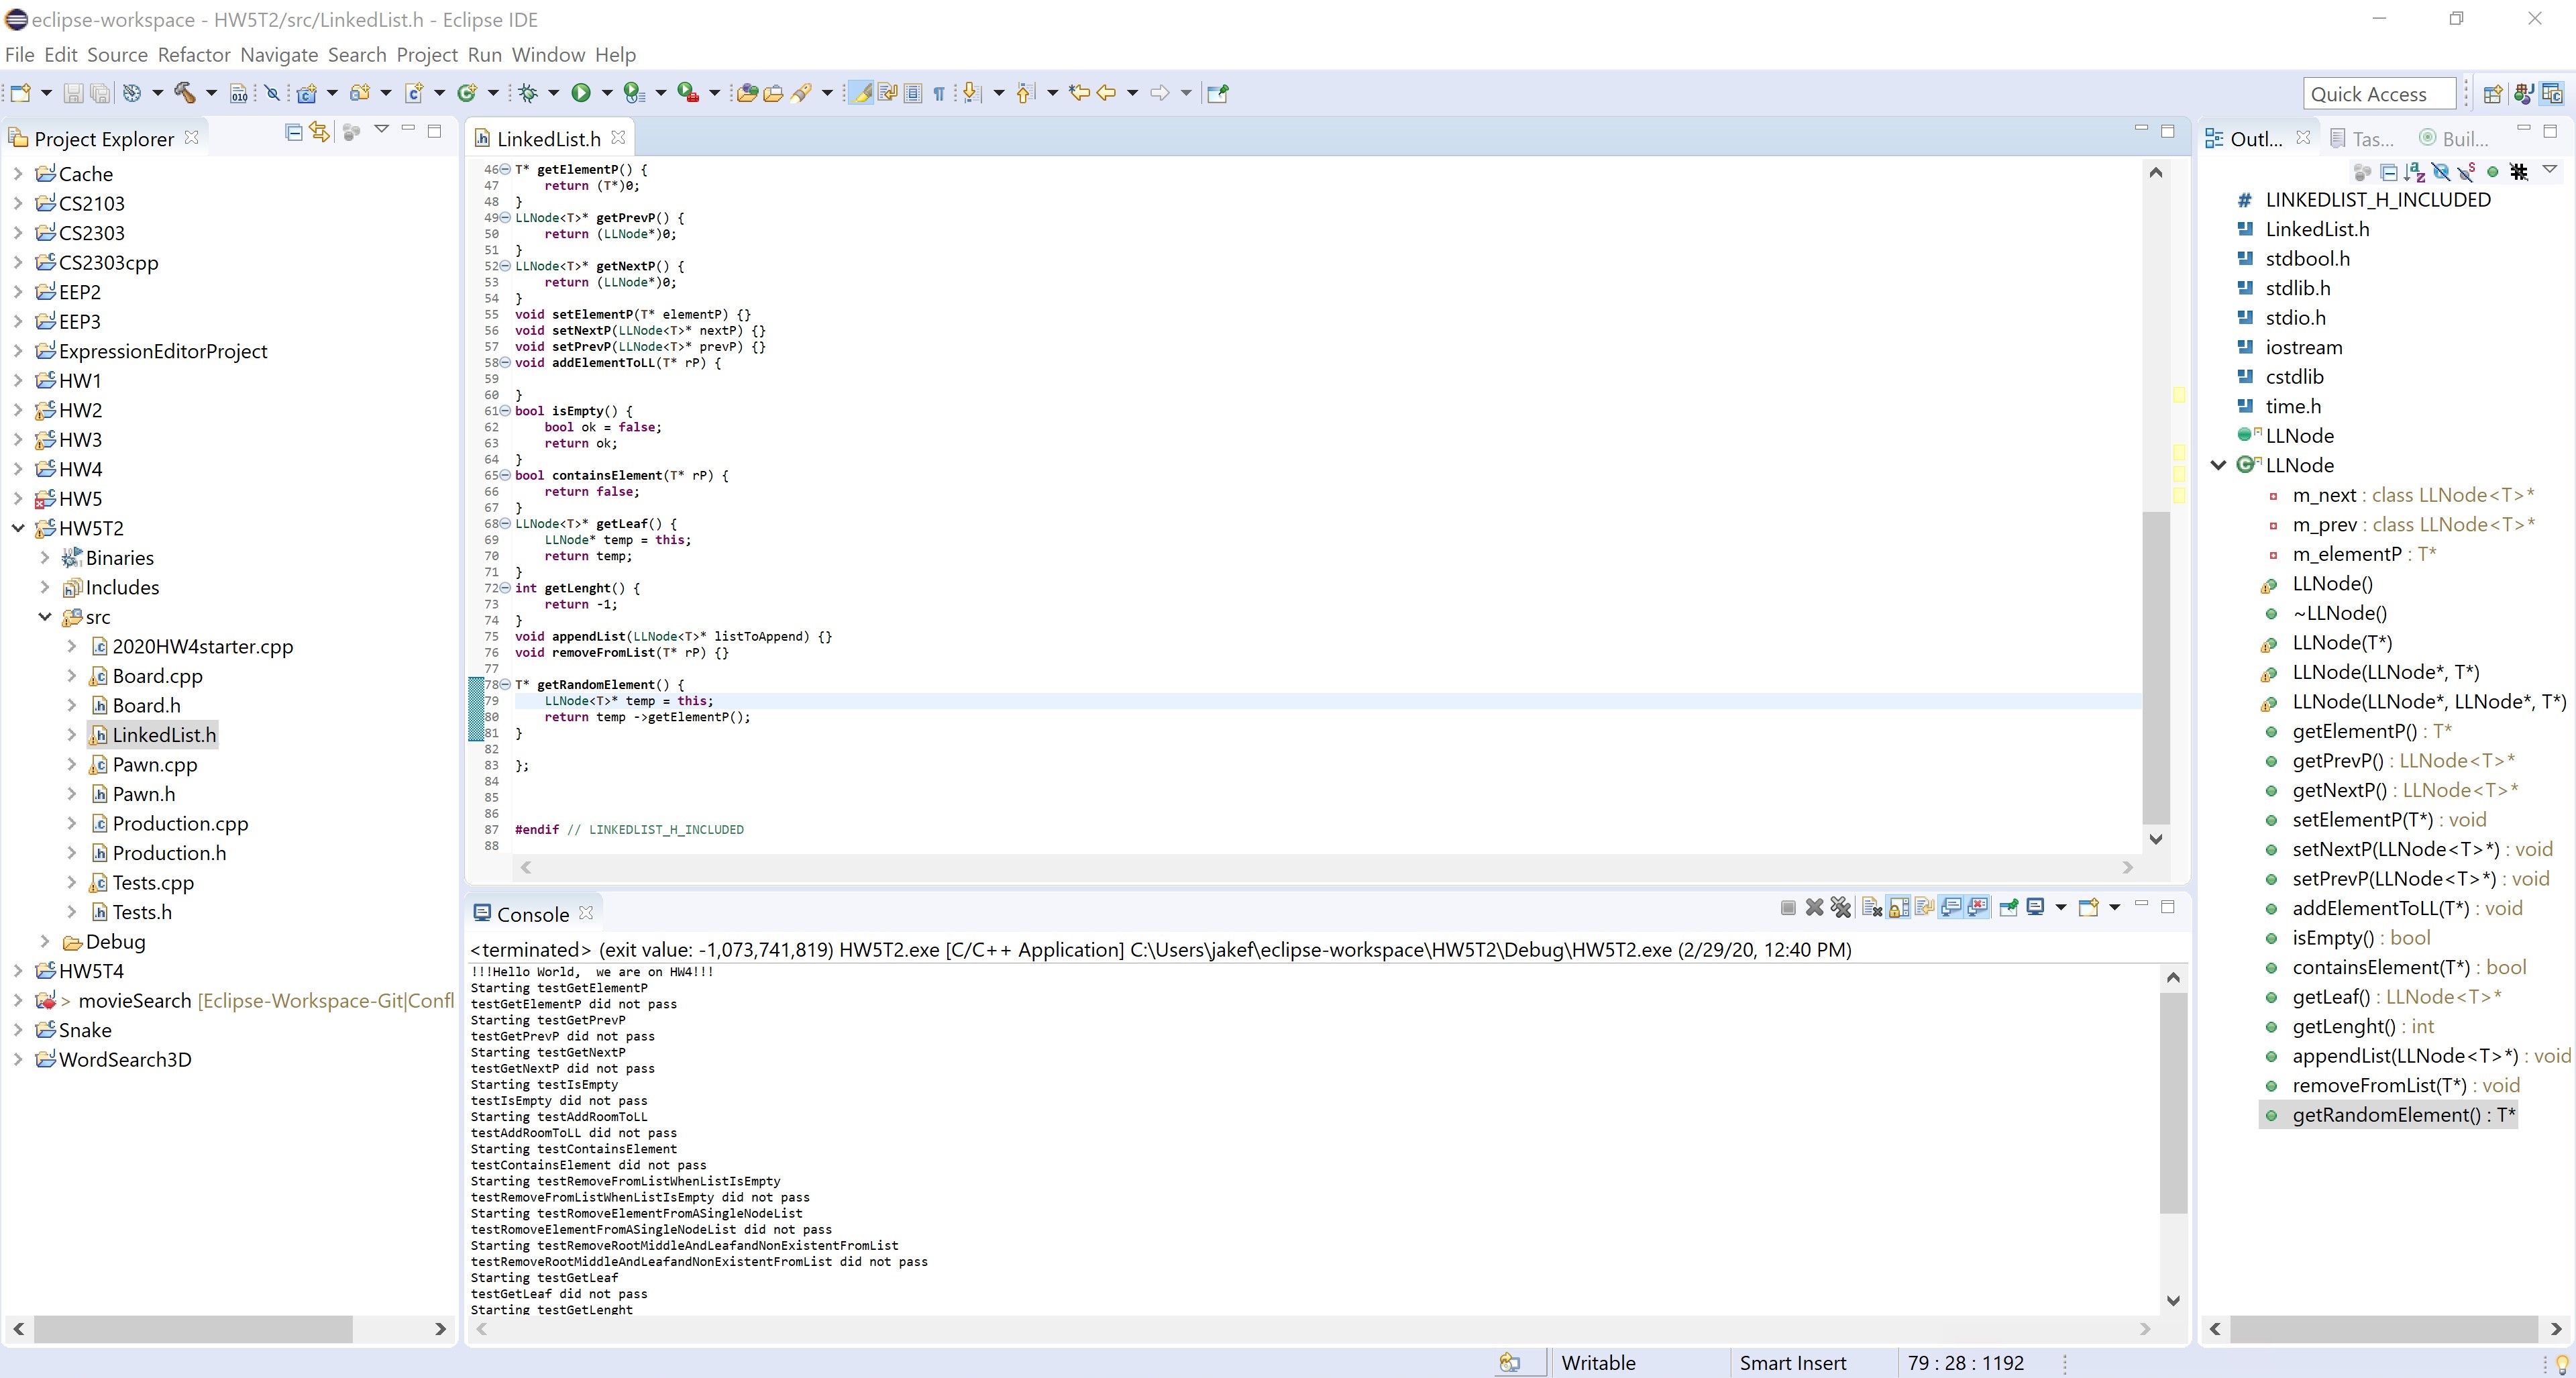 eclipse-workspace - HW5T2/src/LinkedList.h - Eclipse IDE
File Edit Source Refactor Navigate Search Project Run Window Help
Quick Access
Project Explorer
Cache
CS2103
CS2303
CS2303cpp
EEP2
EEP3
ExpressionEditorProject
HW1
HW2
HW3
HW4
HW5
HW5T2
Binaries
Includes
src
2020HW4starter.cpp
Board.cpp
Board.h
LinkedList.h
Pawn.cpp
Pawn.h
Production.cpp
Production.h
Tests.cpp
Tests.h
Debug
HW5T4
> movieSearch [Eclipse-Workspace-Git|Confl
Snake
WordSearch3D
LinkedList.h
46 T* getElementP() {
47 return (T*)0;
48 }
49 LLNode<T>* getPrevP() {
50 return (LLNode*)0;
51 }
52 LLNode<T>* getNextP() {
53 return (LLNode*)0;
54 }
55 void setElementP(T* elementP) {}
56 void setNextP(LLNode<T>* nextP) {}
57 void setPrevP(LLNode<T>* prevP) {}
58 void addElementToLL(T* rP) {
59
60 }
61 bool isEmpty() {
62 bool ok = false;
63 return ok;
64 }
65 bool containsElement(T* rP) {
66 return false;
67 }
68 LLNode<T>* getLeaf() {
69 LLNode* temp = this;
70 return temp;
71 }
72 int getLenght() {
73 return -1;
74 }
75 void appendList(LLNode<T>* listToAppend) {}
76 void removeFromList(T* rP) {}
77
78 T* getRandomElement() {
79 LLNode<T>* temp = this;
80 return temp ->getElementP();
81 }
82
83 };
84
85
86
87 #endif // LINKEDLIST_H_INCLUDED
88
Console
<terminated> (exit value: -1,073,741,819) HW5T2.exe [C/C++ Application] C:\Users\jakef\eclipse-workspace\HW5T2\Debug\HW5T2.exe (2/29/20, 12:40 PM)
!!!Hello World,  we are on HW4!!!
Starting testGetElementP
testGetElementP did not pass
Starting testGetPrevP
testGetPrevP did not pass
Starting testGetNextP
testGetNextP did not pass
Starting testIsEmpty
testIsEmpty did not pass
Starting testAddRoomToLL
testAddRoomToLL did not pass
Starting testContainsElement
testContainsElement did not pass
Starting testRemoveFromListWhenListIsEmpty
testRemoveFromListWhenListIsEmpty did not pass
Starting testRomoveElementFromASingleNodeList
testRomoveElementFromASingleNodeList did not pass
Starting testRemoveRootMiddleAndLeafandNonExistentFromList
testRemoveRootMiddleAndLeafandNonExistentFromList did not pass
Starting testGetLeaf
testGetLeaf did not pass
Starting testGetLenght
Outl... Tas... Buil...
# LINKEDLIST_H_INCLUDED
LinkedList.h
stdbool.h
stdlib.h
stdio.h
iostream
cstdlib
time.h
LLNode
LLNode
m_next : class LLNode<T>*
m_prev : class LLNode<T>*
m_elementP : T*
LLNode()
~LLNode()
LLNode(T*)
LLNode(LLNode*, T*)
LLNode(LLNode*, LLNode*, T*)
getElementP() : T*
getPrevP() : LLNode<T>*
getNextP() : LLNode<T>*
setElementP(T*) : void
setNextP(LLNode<T>*) : void
setPrevP(LLNode<T>*) : void
addElementToLL(T*) : void
isEmpty() : bool
containsElement(T*) : bool
getLeaf() : LLNode<T>*
getLenght() : int
appendList(LLNode<T>*) : void
removeFromList(T*) : void
getRandomElement() : T*
Writable Smart Insert 79 : 28 : 1192